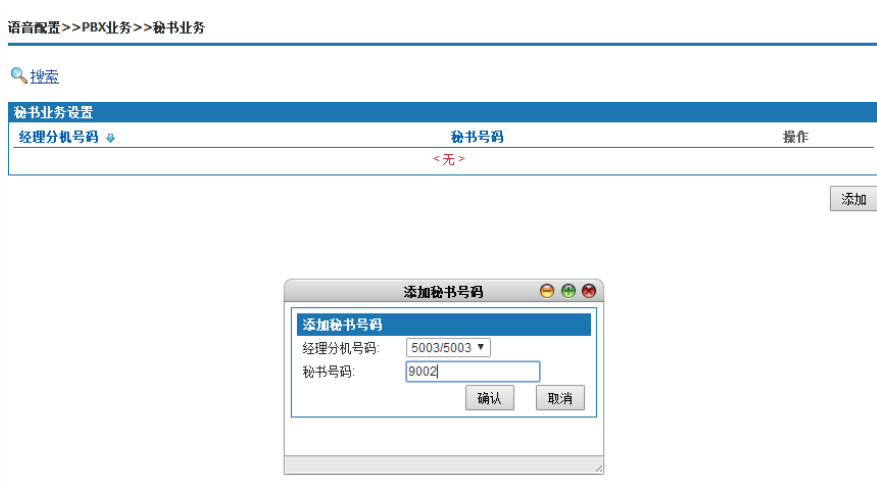 语音配置>>PBX业务>>秘书业务
搜索
秘书业务设置
经理分机号码 秘书号码 操作
<无>
添加
添加秘书号码
添加秘书号码
经理分机号码: 5003/5003
秘书号码: 9002
确认 取消